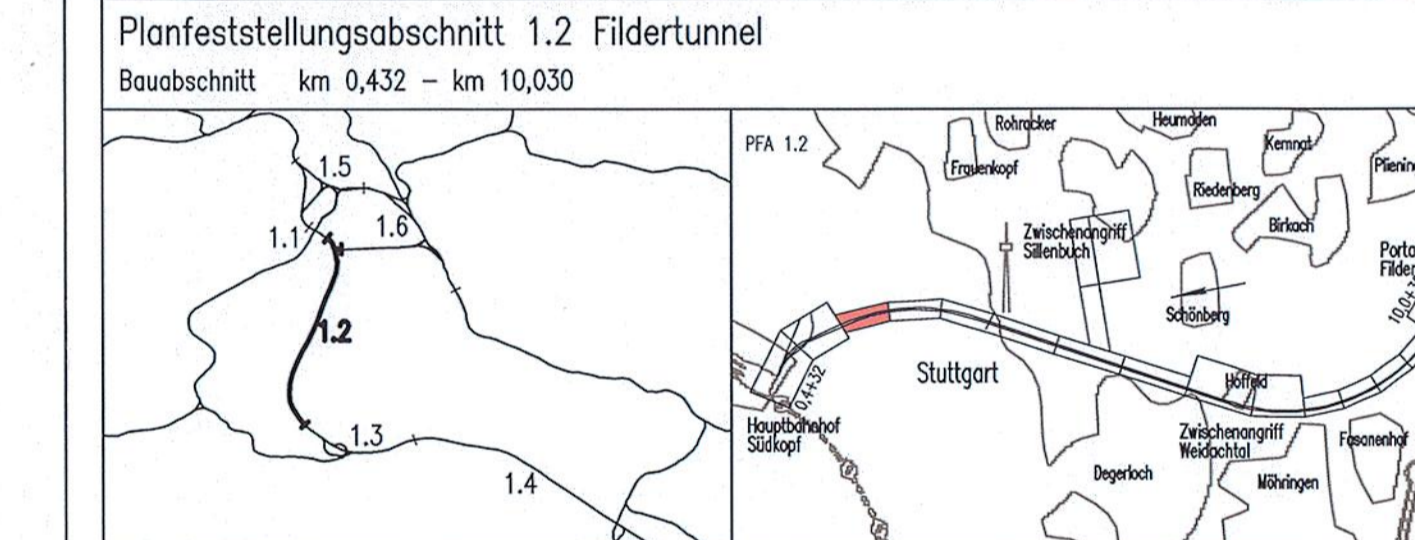 Planfeststellungsabschnitt 1.2 Fildertunnel
Bauabschnitt km 0,432 – km 10,030
1.5
1.6
1.1
1.2
1.3
1.4
PFA 1.2
Rohracker
Heumaden
Kemnat
Frauenkopf
Riedenberg
Birkach
Zwischenangriff
Sillenbuch
Schönberg
Stuttgart
Hoffeld
0,4+32
Hauptbahnhof
Südkopf
Zwischenangriff
Weidachtal
Fasanenhof
Degerloch
Möhringen